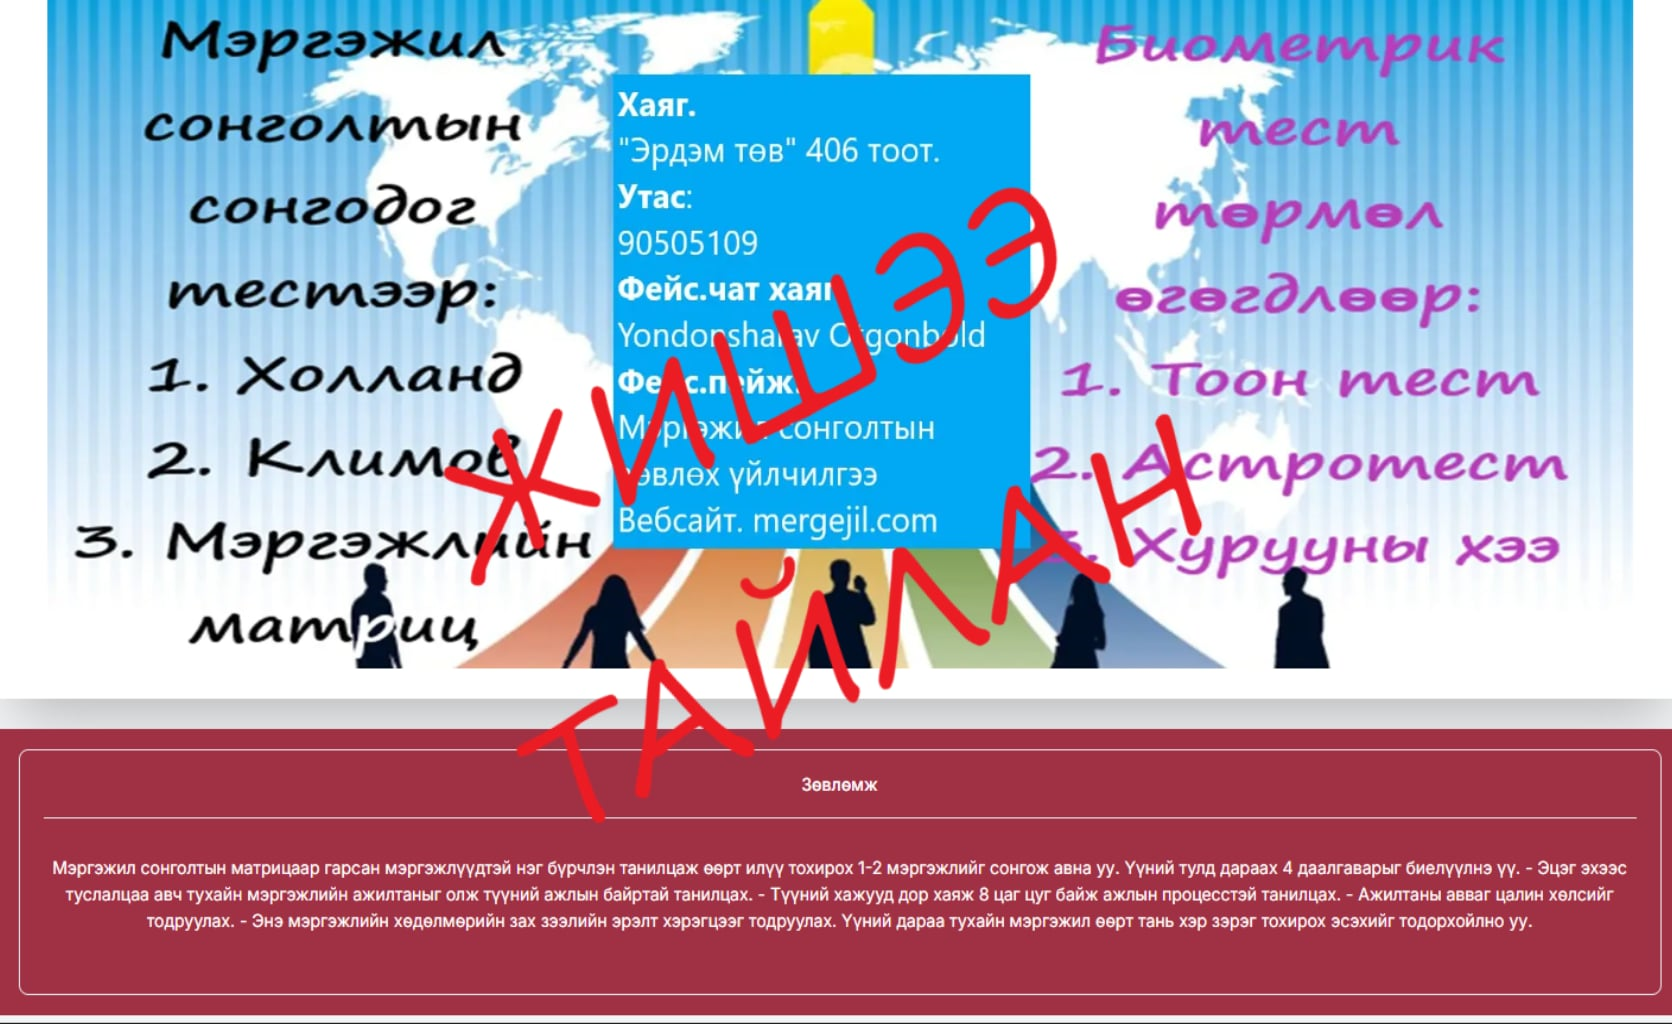 Мэргэжил
сонголтын
сонгодог
тестээр:
1. Холланд
2. Климов
3. Мэргэжлийн
матриц
Хаяг.
"Эрдэм төв" 406 тоот.
Утас:
90505109
Фейс.чат хаяг
Yondonsharav Otgonbold
Фейс.пейж.
Мэргэжил сонголтын
зөвлөх үйлчилгээ
Вебсайт. mergejil.com
Биометрик
тест
төрмөл
өгөгдлөөр:
1. Тоон тест
2. Астротест
3. Хурууны хээ
ЖИШЭЭ
ТАЙЛАН
Зөвлөмж
Мэргэжил сонголтын матрицаар гарсан мэргэжлүүдтэй нэг бүрчлэн танилцаж өөрт илүү тохирох 1-2 мэргэжлийг сонгож авна уу. Үүний тулд дараах 4 даалгаварыг биелүүлнэ үү. - Эцэг эхээс
туслалцаа авч тухайн мэргэжлийн ажилтаныг олж түүний ажлын байртай танилцах. - Түүний хажууд дор хаяж 8 цаг цуг байж ажлын процесстэй танилцах. - Ажилтаны авваг цалин хөлсийг
тодруулах. - Энэ мэргэжлийн хөдөлмөрийн зах зээлийн эрэлт хэрэгцээг тодруулах. Үүний дараа тухайн мэргэжил өөрт тань хэр зэрэг тохирох эсэхийг тодорхойлно уу.